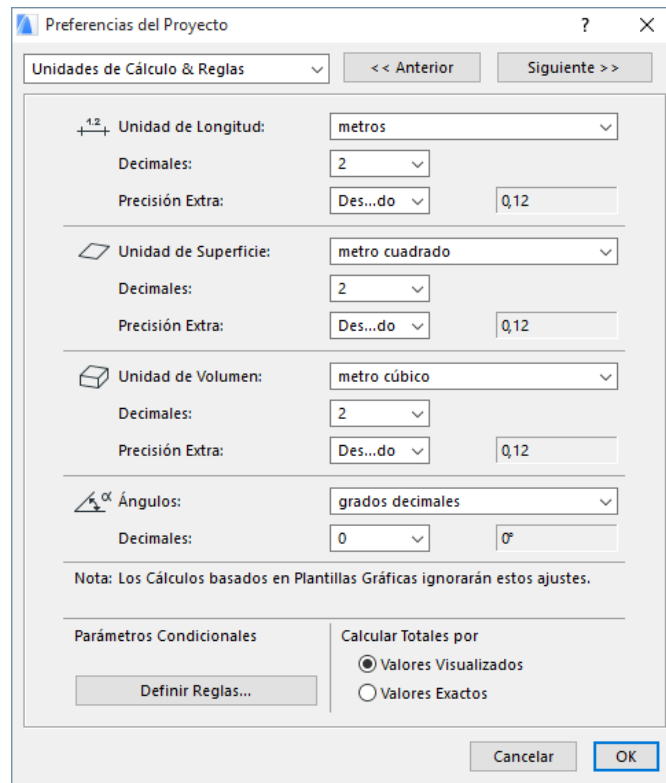 Preferencias del Proyecto ?
Unidades de Cálculo & Reglas << Anterior Siguiente >>
1.2 Unidad de Longitud: metros
Decimales: 2
Precisión Extra: Des...do 0,12
Unidad de Superficie: metro cuadrado
Decimales: 2
Precisión Extra: Des...do 0,12
Unidad de Volumen: metro cúbico
Decimales: 2
Precisión Extra: Des...do 0,12
α Ángulos: grados decimales
Decimales: 0 0°
Nota: Los Cálculos basados en Plantillas Gráficas ignorarán estos ajustes.
Parámetros Condicionales Calcular Totales por
Valores Visualizados
Definir Reglas... Valores Exactos
Cancelar OK